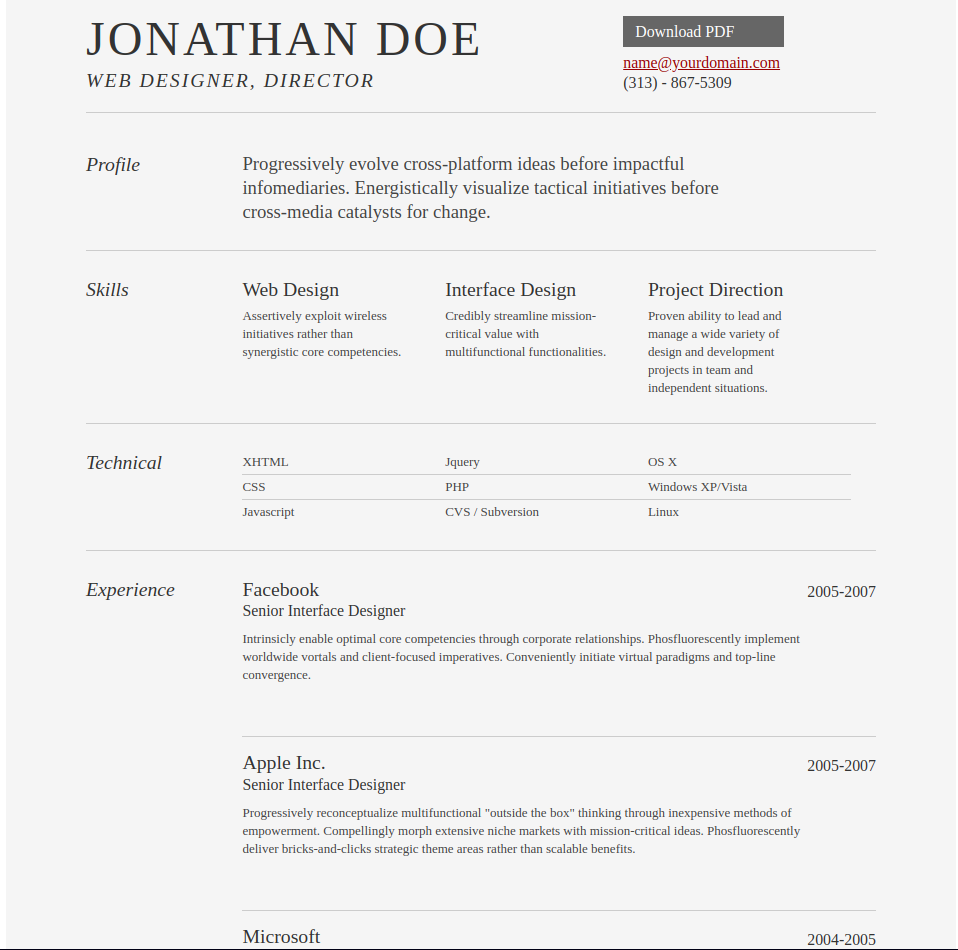 JONATHAN DOE
WEB DESIGNER, DIRECTOR
Download PDF
name@yourdomain.com
(313) - 867-5309
Profile
Progressively evolve cross-platform ideas before impactful
infomediaries. Energistically visualize tactical initiatives before
cross-media catalysts for change.
Skills
Web Design
Assertively exploit wireless
initiatives rather than
synergistic core competencies.
Interface Design
Credibly streamline mission-
critical value with
multifunctional functionalities.
Project Direction
Proven ability to lead and
manage a wide variety of
design and development
projects in team and
independent situations.
Technical
XHTML Jquery OS X
CSS PHP Windows XP/Vista
Javascript CVS / Subversion Linux
Experience
Facebook 2005-2007
Senior Interface Designer
Intrinsicly enable optimal core competencies through corporate relationships. Phosfluorescently implement
worldwide vortals and client-focused imperatives. Conveniently initiate virtual paradigms and top-line
convergence.
Apple Inc. 2005-2007
Senior Interface Designer
Progressively reconceptualize multifunctional "outside the box" thinking through inexpensive methods of
empowerment. Compellingly morph extensive niche markets with mission-critical ideas. Phosfluorescently
deliver bricks-and-clicks strategic theme areas rather than scalable benefits.
Microsoft 2004-2005